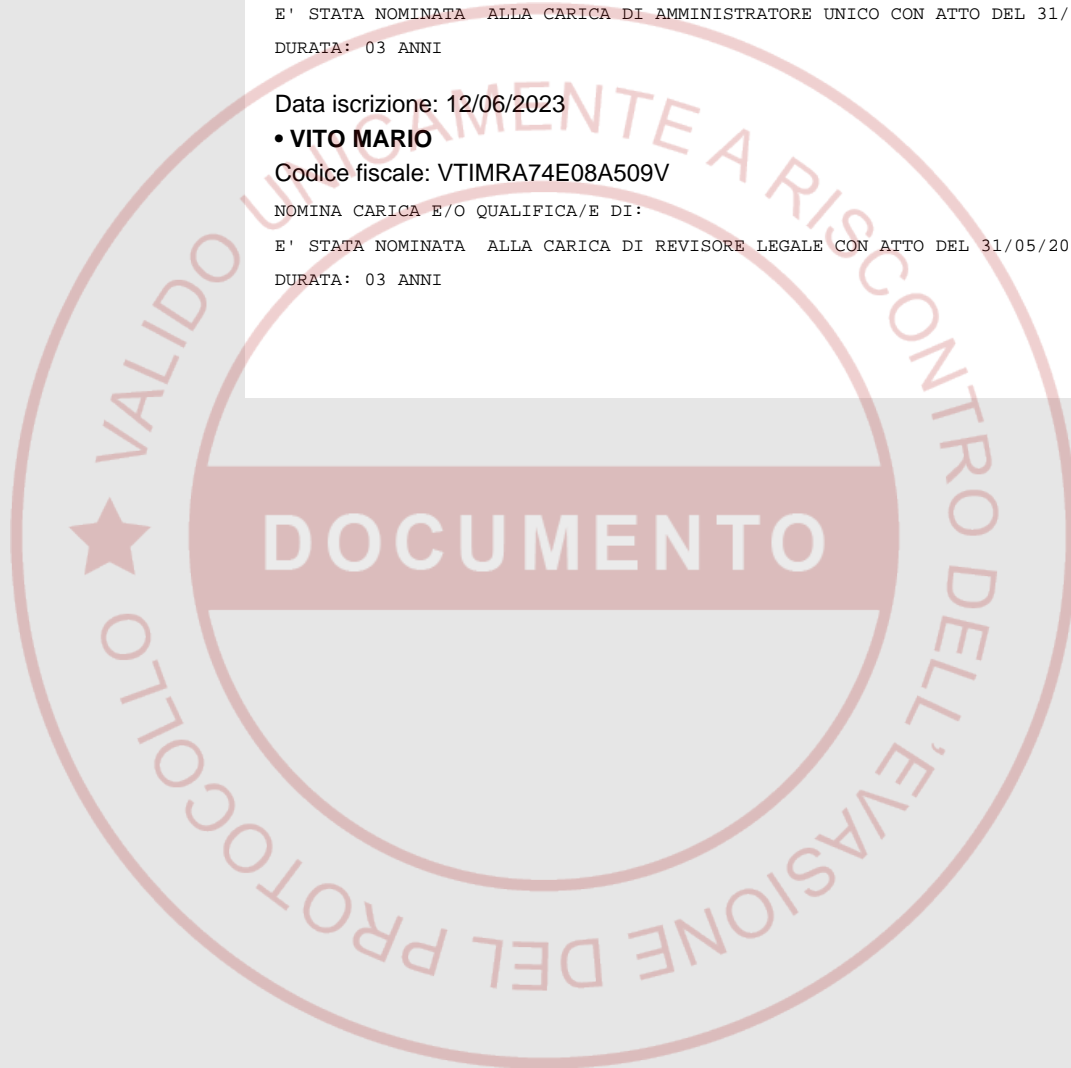 E' STATA NOMINATA ALLA CARICA DI AMMINISTRATORE UNICO CON ATTO DEL 31/
DURATA: 03 ANNI
Data iscrizione: 12/06/2023
• VITO MARIO
Codice fiscale: VTIMRA74E08A509V
NOMINA CARICA E/O QUALIFICA/E DI:
E' STATA NOMINATA ALLA CARICA DI REVISORE LEGALE CON ATTO DEL 31/05/20
DURATA: 03 ANNI
VALIDO UNICAMENTE A RISCONTRO DELL'EVASIONE DEL PROTOCOLLO
DOCUMENTO